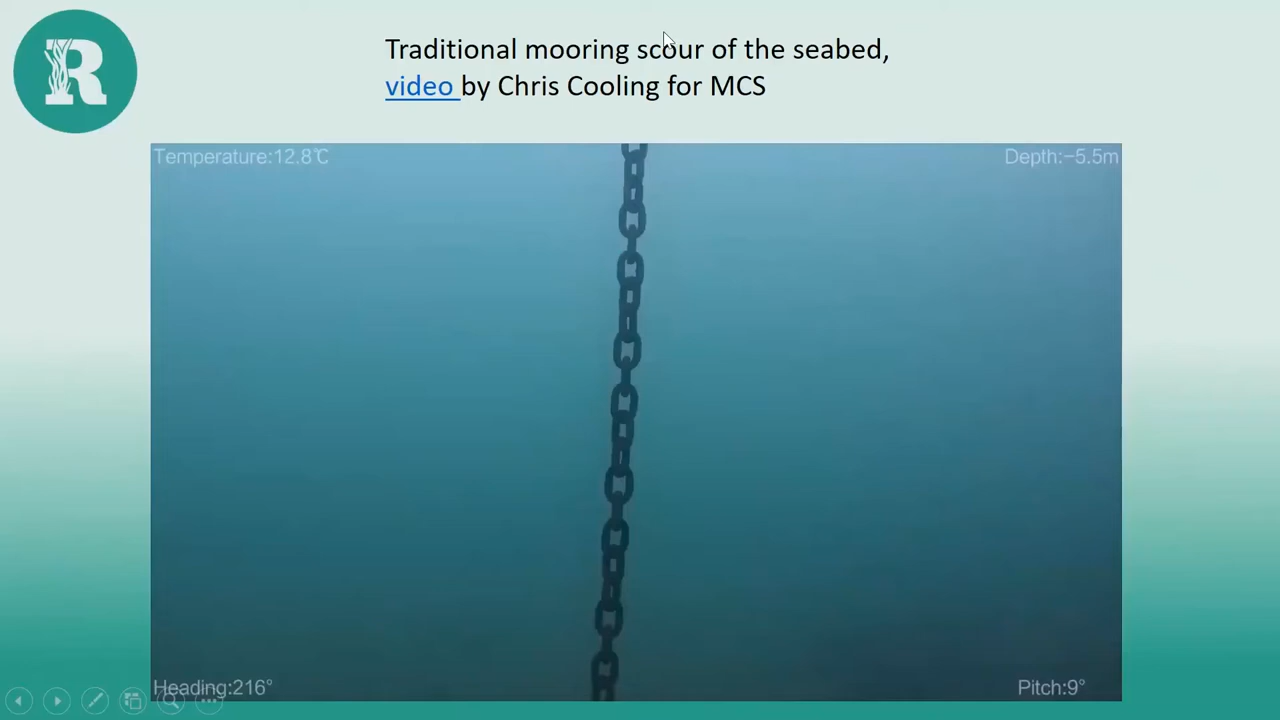 R
Traditional mooring scour of the seabed,
video by Chris Cooling for MCS
Temperature:12.8℃
Depth:-5.5m
Heading:216°
Pitch:9°